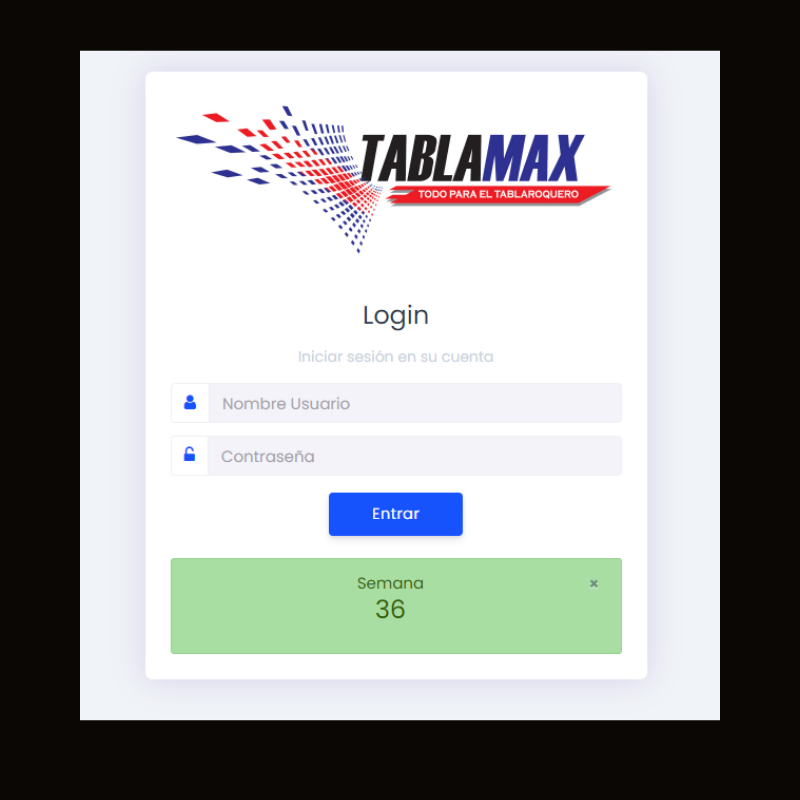 TABLAMAX
TODO PARA EL TABLAROQUERO
Login
Iniciar sesión en su cuenta
Nombre Usuario
Contraseña
Entrar
Semana
×
36